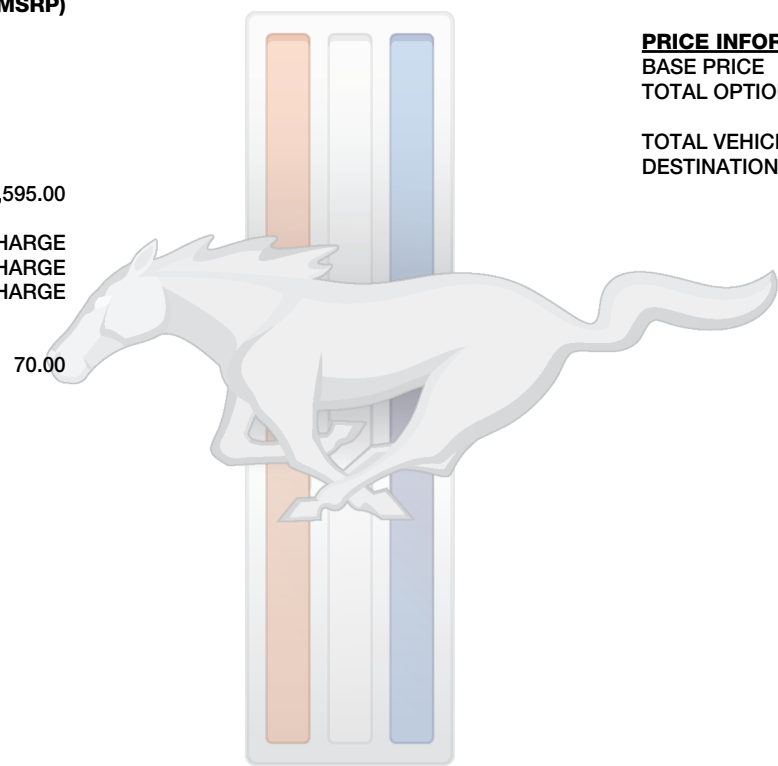 MSRP)
,595.00
HARGE
HARGE
HARGE
70.00
PRICE INFOR
BASE PRICE
TOTAL OPTIO
TOTAL VEHICL
DESTINATION